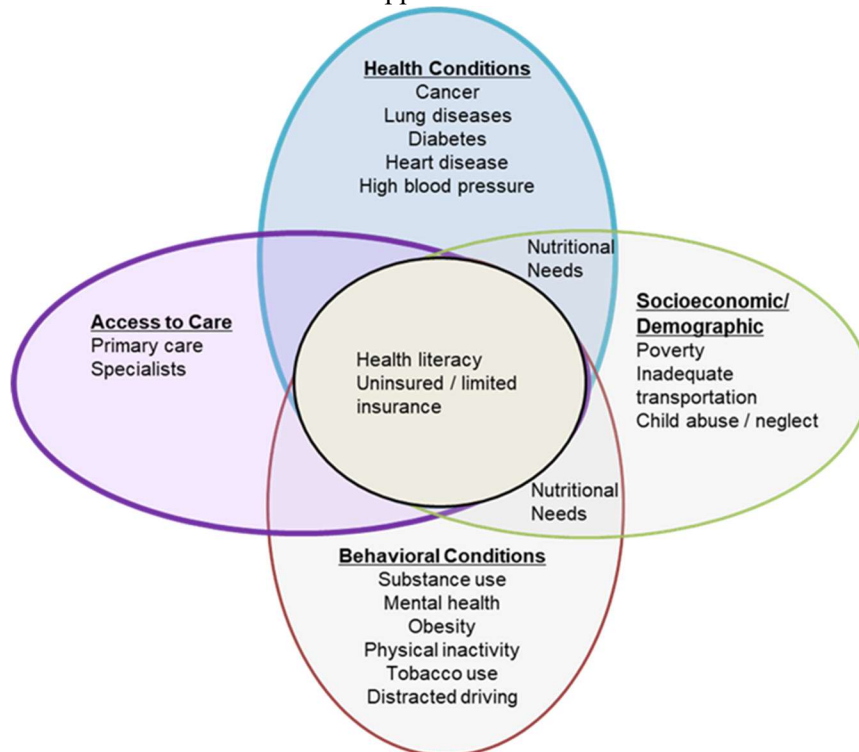 Health Conditions
Cancer
Lung diseases
Diabetes
Heart disease
High blood pressure
Nutritional
Needs
Access to Care
Primary care
Specialists
Health literacy
Uninsured / limited
insurance
Socioeconomic/
Demographic
Poverty
Inadequate
transportation
Child abuse / neglect
Nutritional
Needs
Behavioral Conditions
Substance use
Mental health
Obesity
Physical inactivity
Tobacco use
Distracted driving